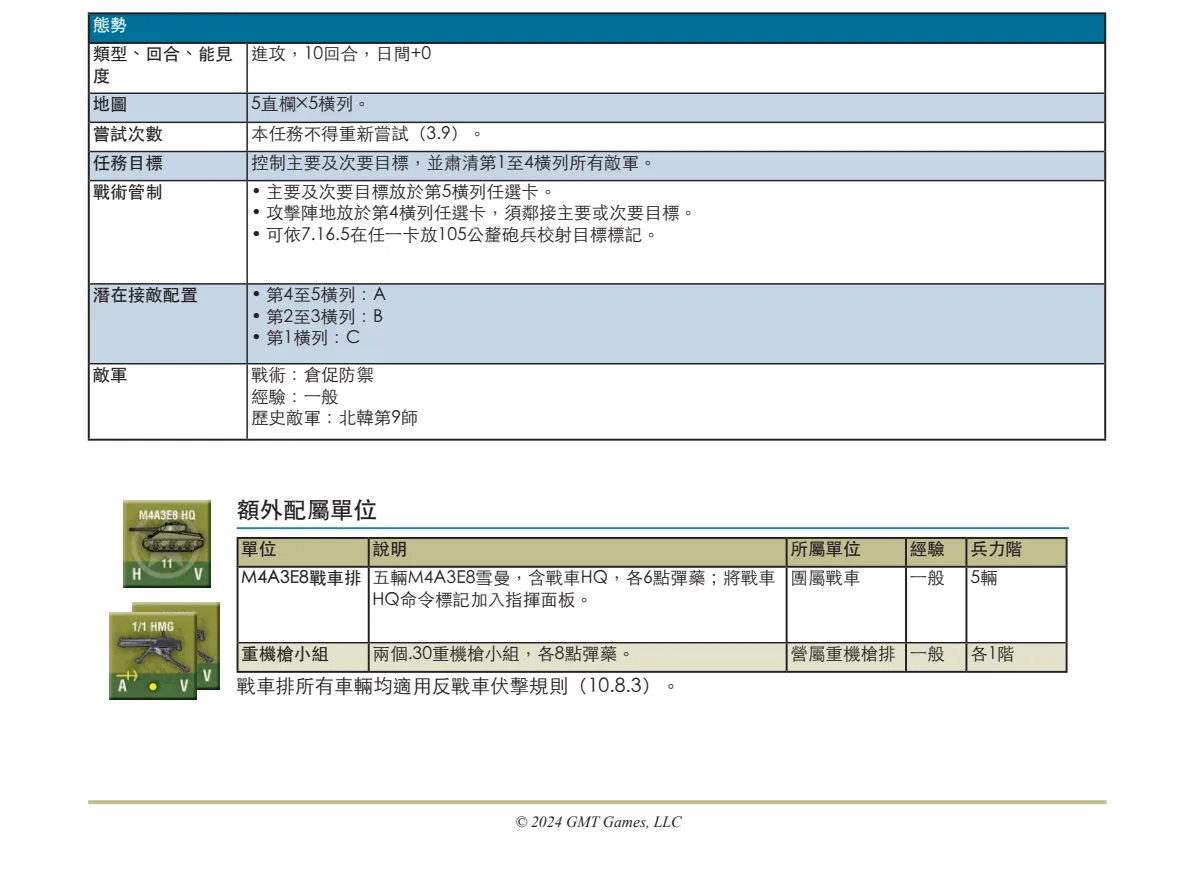 態勢
類型、回合、能見度
進攻，10回合，日間+0
地圖
5直欄×5橫列。
嘗試次數
本任務不得重新嘗試（3.9）。
任務目標
控制主要及次要目標，並肅清第1至4橫列所有敵軍。
戰術管制
• 主要及次要目標放於第5橫列任選卡。
• 攻擊陣地放於第4橫列任選卡，須鄰接主要或次要目標。
• 可依7.16.5在任一卡放105公釐砲兵校射目標標記。
潛在接敵配置
• 第4至5橫列：A
• 第2至3橫列：B
• 第1橫列：C
敵軍
戰術：倉促防禦
經驗：一般
歷史敵軍：北韓第9師
M4A3E8 HQ
11
H V
1/1 HMG
A V
V
額外配屬單位
單位 說明 所屬單位 經驗 兵力階
M4A3E8戰車排 五輛M4A3E8雪曼，含戰車HQ，各6點彈藥；將戰車 團屬戰車 一般 5輛
HQ命令標記加入指揮面板。
重機槍小組 兩個.30重機槍小組，各8點彈藥。 營屬重機槍排 一般 各1階
戰車排所有車輛均適用反戰車伏擊規則（10.8.3）。
© 2024 GMT Games, LLC